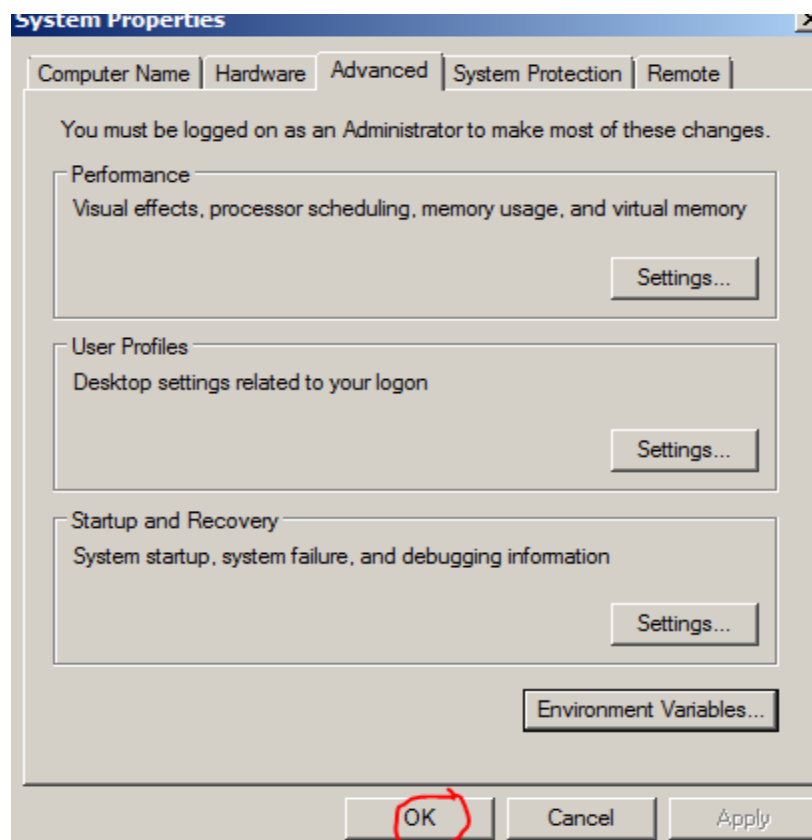 System Properties
Computer Name Hardware Advanced System Protection Remote
You must be logged on as an Administrator to make most of these changes.
Performance
Visual effects, processor scheduling, memory usage, and virtual memory
Settings...
User Profiles
Desktop settings related to your logon
Settings...
Startup and Recovery
System startup, system failure, and debugging information
Settings...
Environment Variables...
OK Cancel Apply